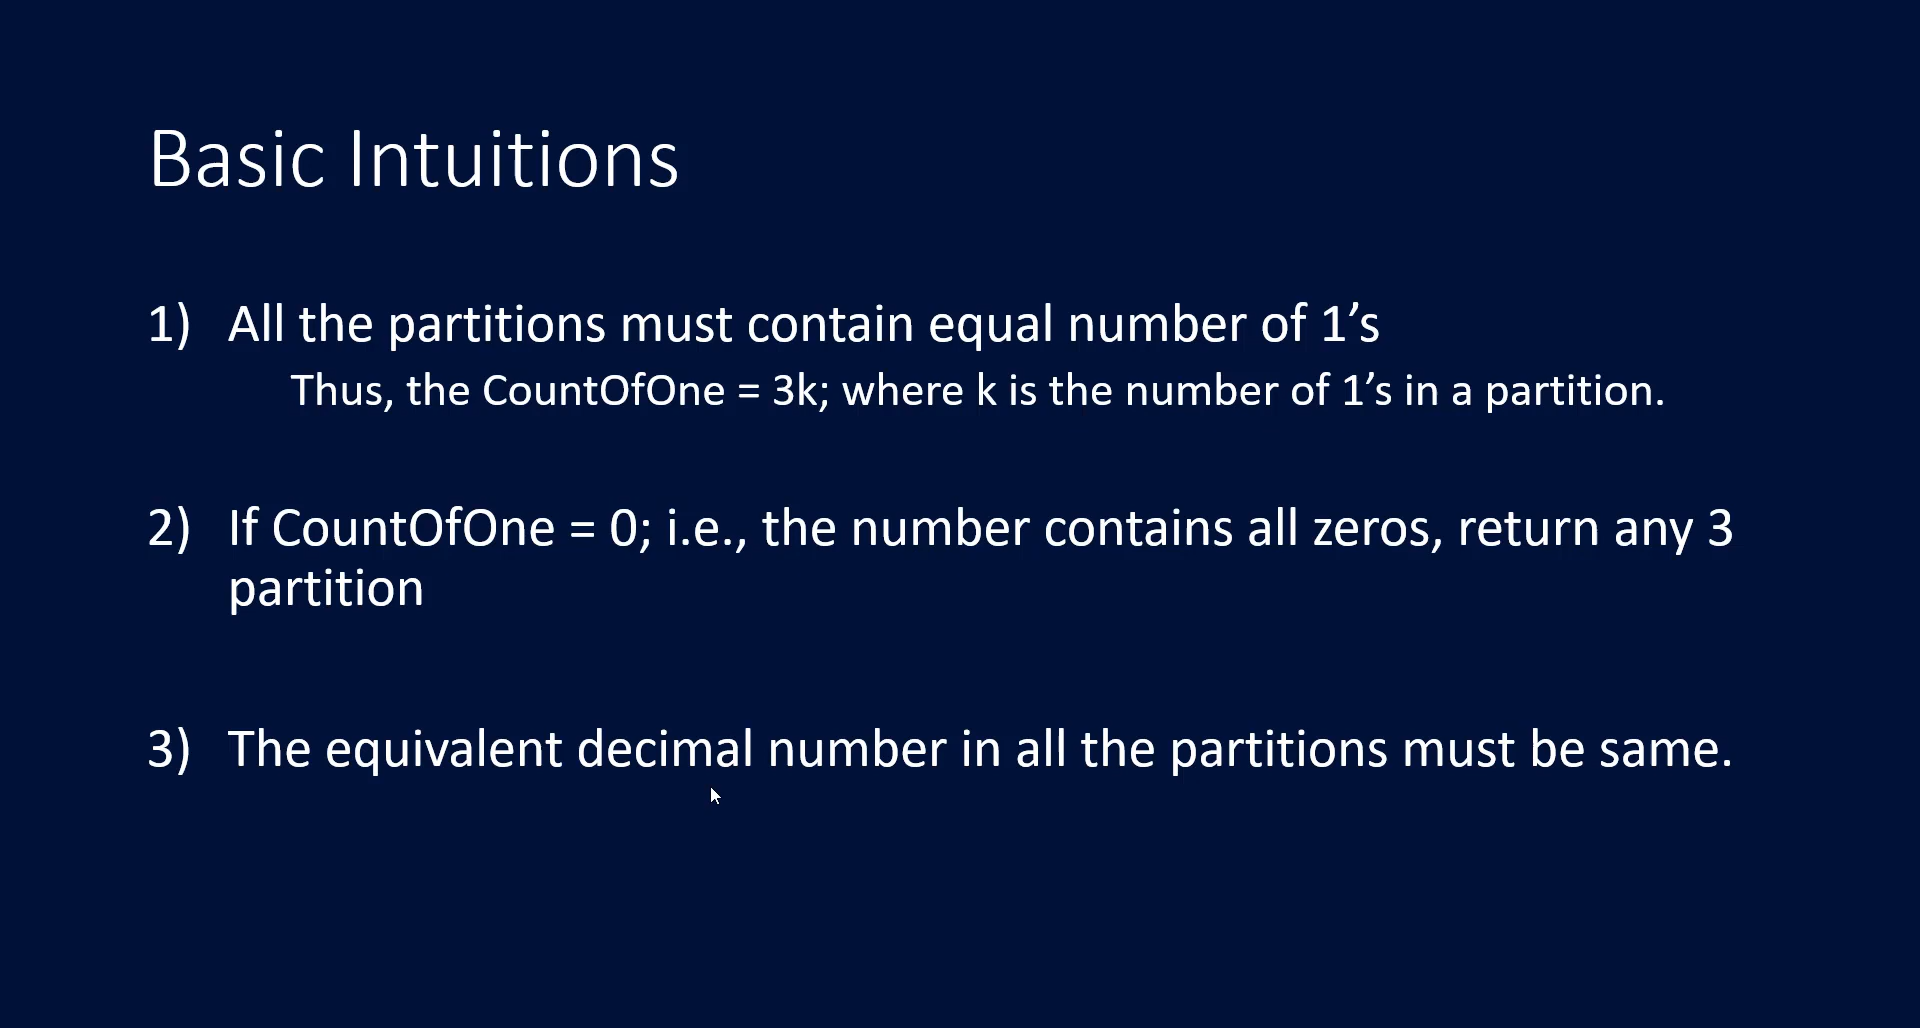 Basic Intuitions
1) All the partitions must contain equal number of 1’s
Thus, the CountOfOne = 3k; where k is the number of 1’s in a partition.
2) If CountOfOne = 0; i.e., the number contains all zeros, return any 3
partition
3) The equivalent decimal number in all the partitions must be same.